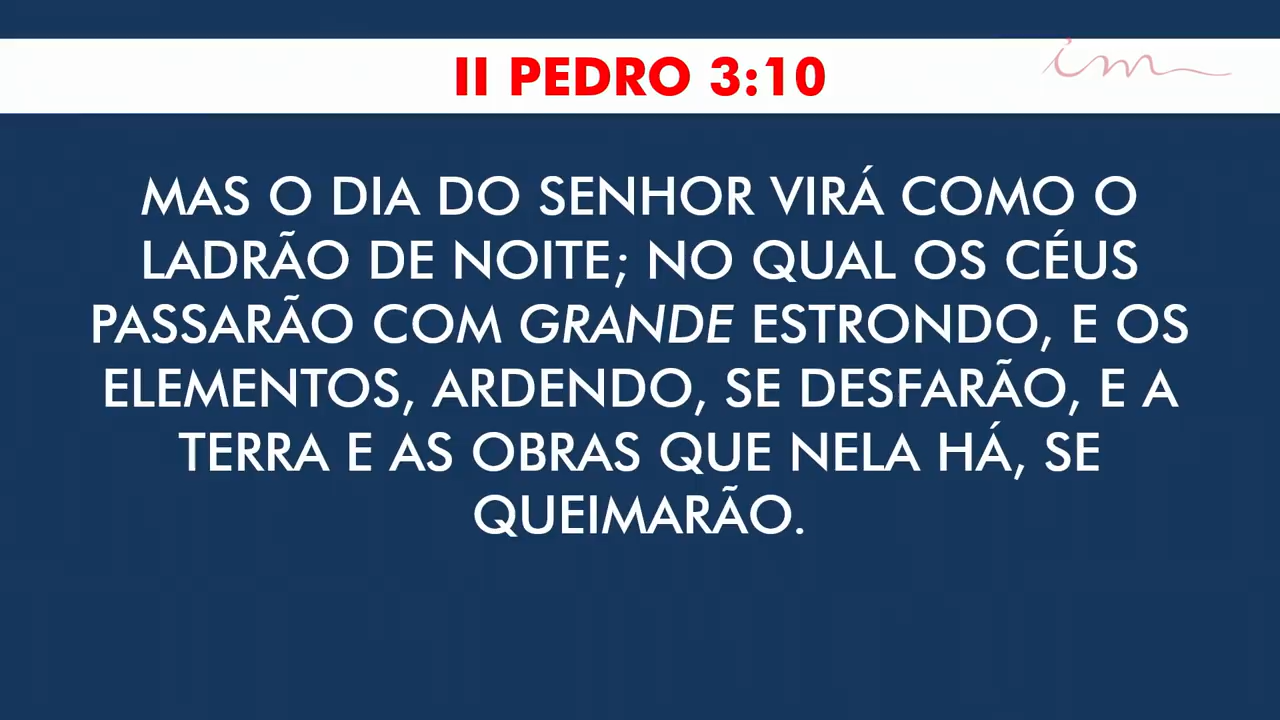 II PEDRO 3:10
im
MAS O DIA DO SENHOR VIRÁ COMO O
LADRÃO DE NOITE; NO QUAL OS CÉUS
PASSARÃO COM GRANDE ESTRONDO, E OS
ELEMENTOS, ARDENDO, SE DESFARÃO, E A
TERRA E AS OBRAS QUE NELA HÁ, SE
QUEIMARÃO.